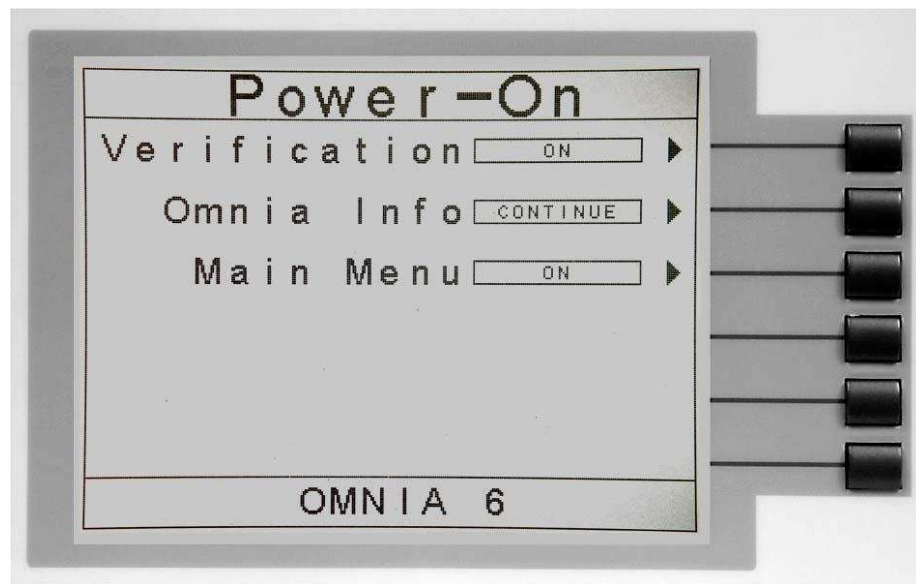 Power-On
Verification ON
Omnia Info CONTINUE
Main Menu ON
OMNIA 6